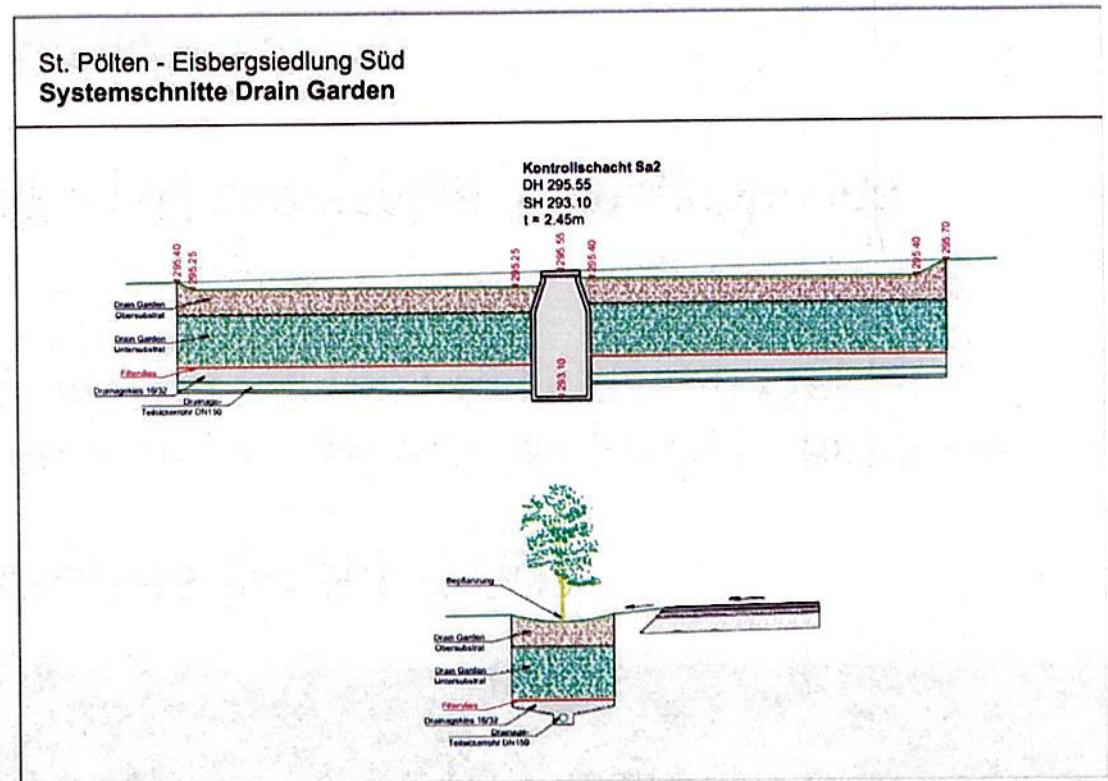 St. Pölten - Eisbergsiedlung Süd
Systemschnitte Drain Garden
Kontrollschacht Sa2
DH 295.55
SH 293.10
t = 2.45m
295.40
295.25
295.25
295.55
295.40
295.40
295.70
Drain Garden
Obersubstrat
Drain Garden
Untersubstrat
Filtervlies
Drainagekies 16/32
Drainage-
Teilsickerrohr DN150
293.10
Bepflanzung
Drain Garden
Obersubstrat
Drain Garden
Untersubstrat
Filtervlies
Drainagekies 16/32
Drainage-
Teilsickerrohr DN150